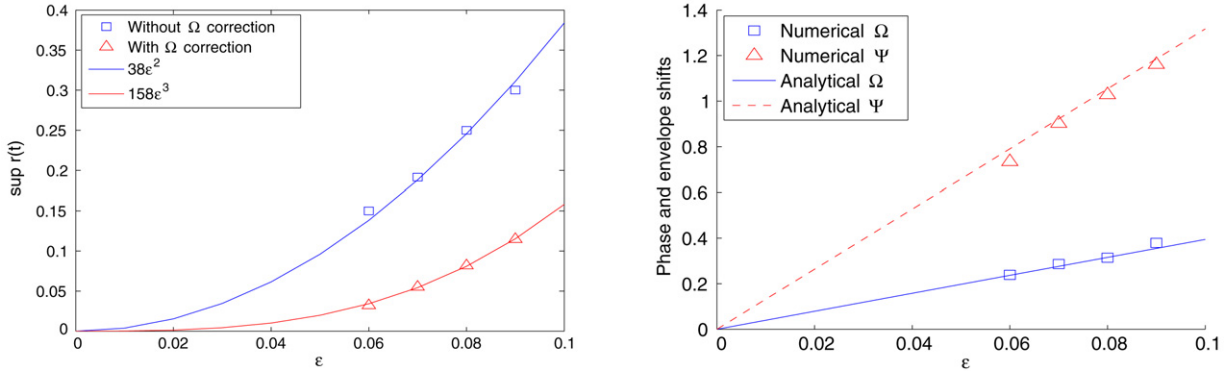 0.4
0.35
0.3
0.25
0.2
0.15
0.1
0.05
0
sup r(t)
Without Ω correction
With Ω correction
38ε²
158ε³
0 0.02 0.04 0.06 0.08 0.1
ε
1.4
1.2
1
0.8
0.6
0.4
0.2
0
Phase and envelope shifts
Numerical Ω
Numerical Ψ
Analytical Ω
Analytical Ψ
0 0.02 0.04 0.06 0.08 0.1
ε